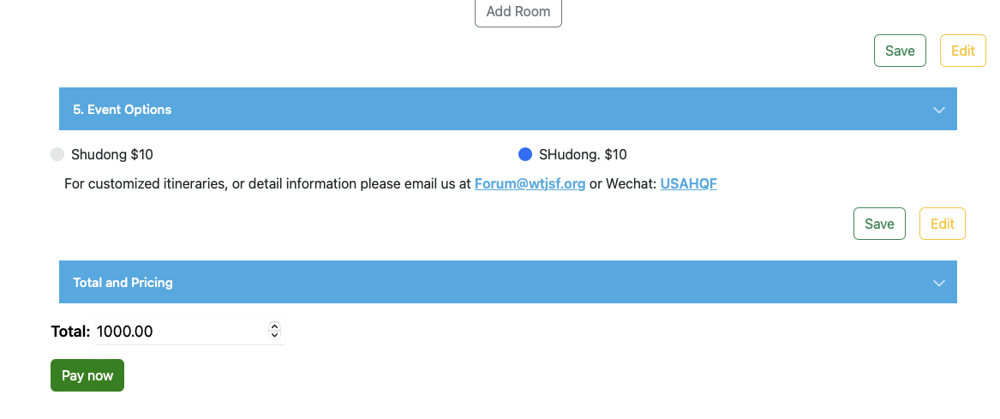 Add Room
Save Edit
5. Event Options
Shudong $10 SHudong. $10
For customized itineraries, or detail information please email us at Forum@wtjsf.org or Wechat: USAHQF
Save Edit
Total and Pricing
Total: 1000.00
Pay now